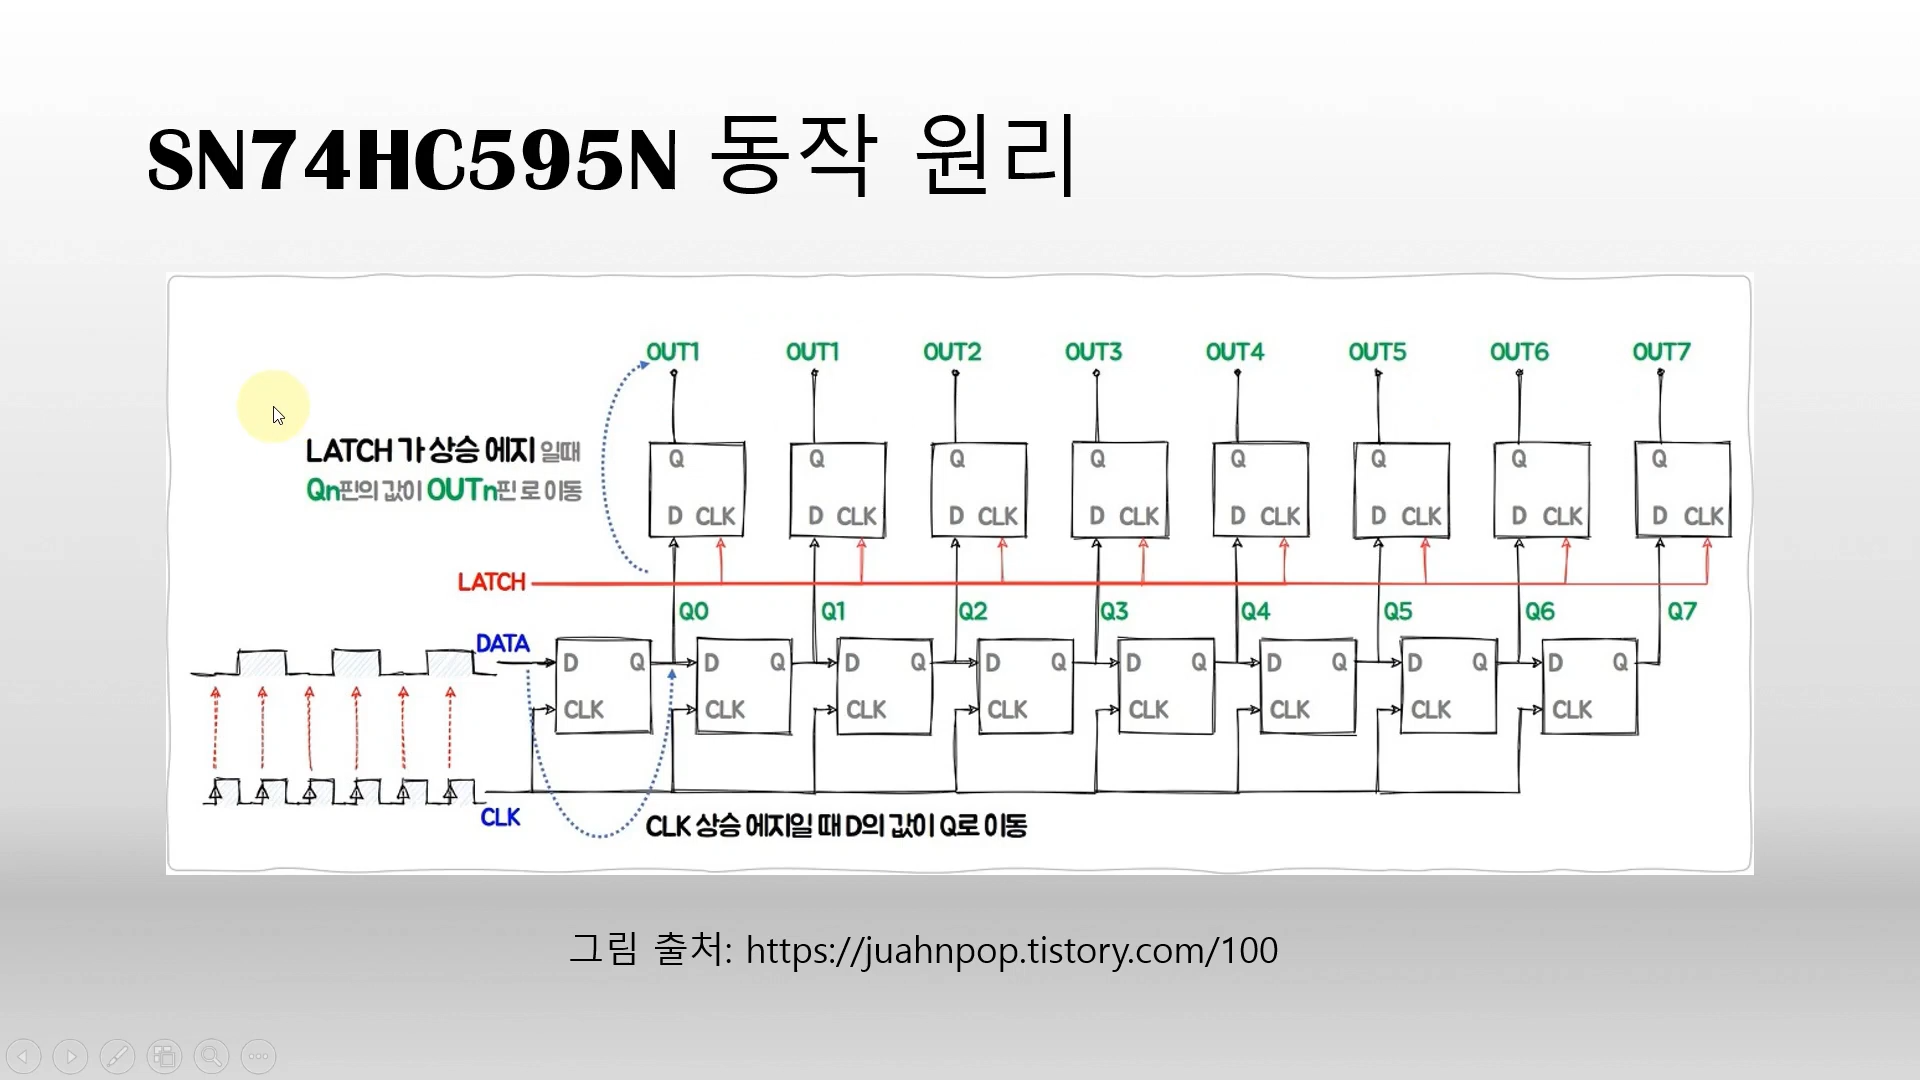 SN74HC595N 동작 원리
OUT1 OUT1 OUT2 OUT3 OUT4 OUT5 OUT6 OUT7
LATCH 가 상승 에지 일때
Qn핀의 값이 OUTn핀 로 이동
Q Q Q Q Q Q Q Q
D CLK D CLK D CLK D CLK D CLK D CLK D CLK D CLK
LATCH
Q0 Q1 Q2 Q3 Q4 Q5 Q6 Q7
DATA
D Q D Q D Q D Q D Q D Q D Q D Q
CLK CLK CLK CLK CLK CLK CLK CLK
CLK
CLK 상승 에지일 때 D의 값이 Q로 이동
그림 출처: https://juahnpop.tistory.com/100